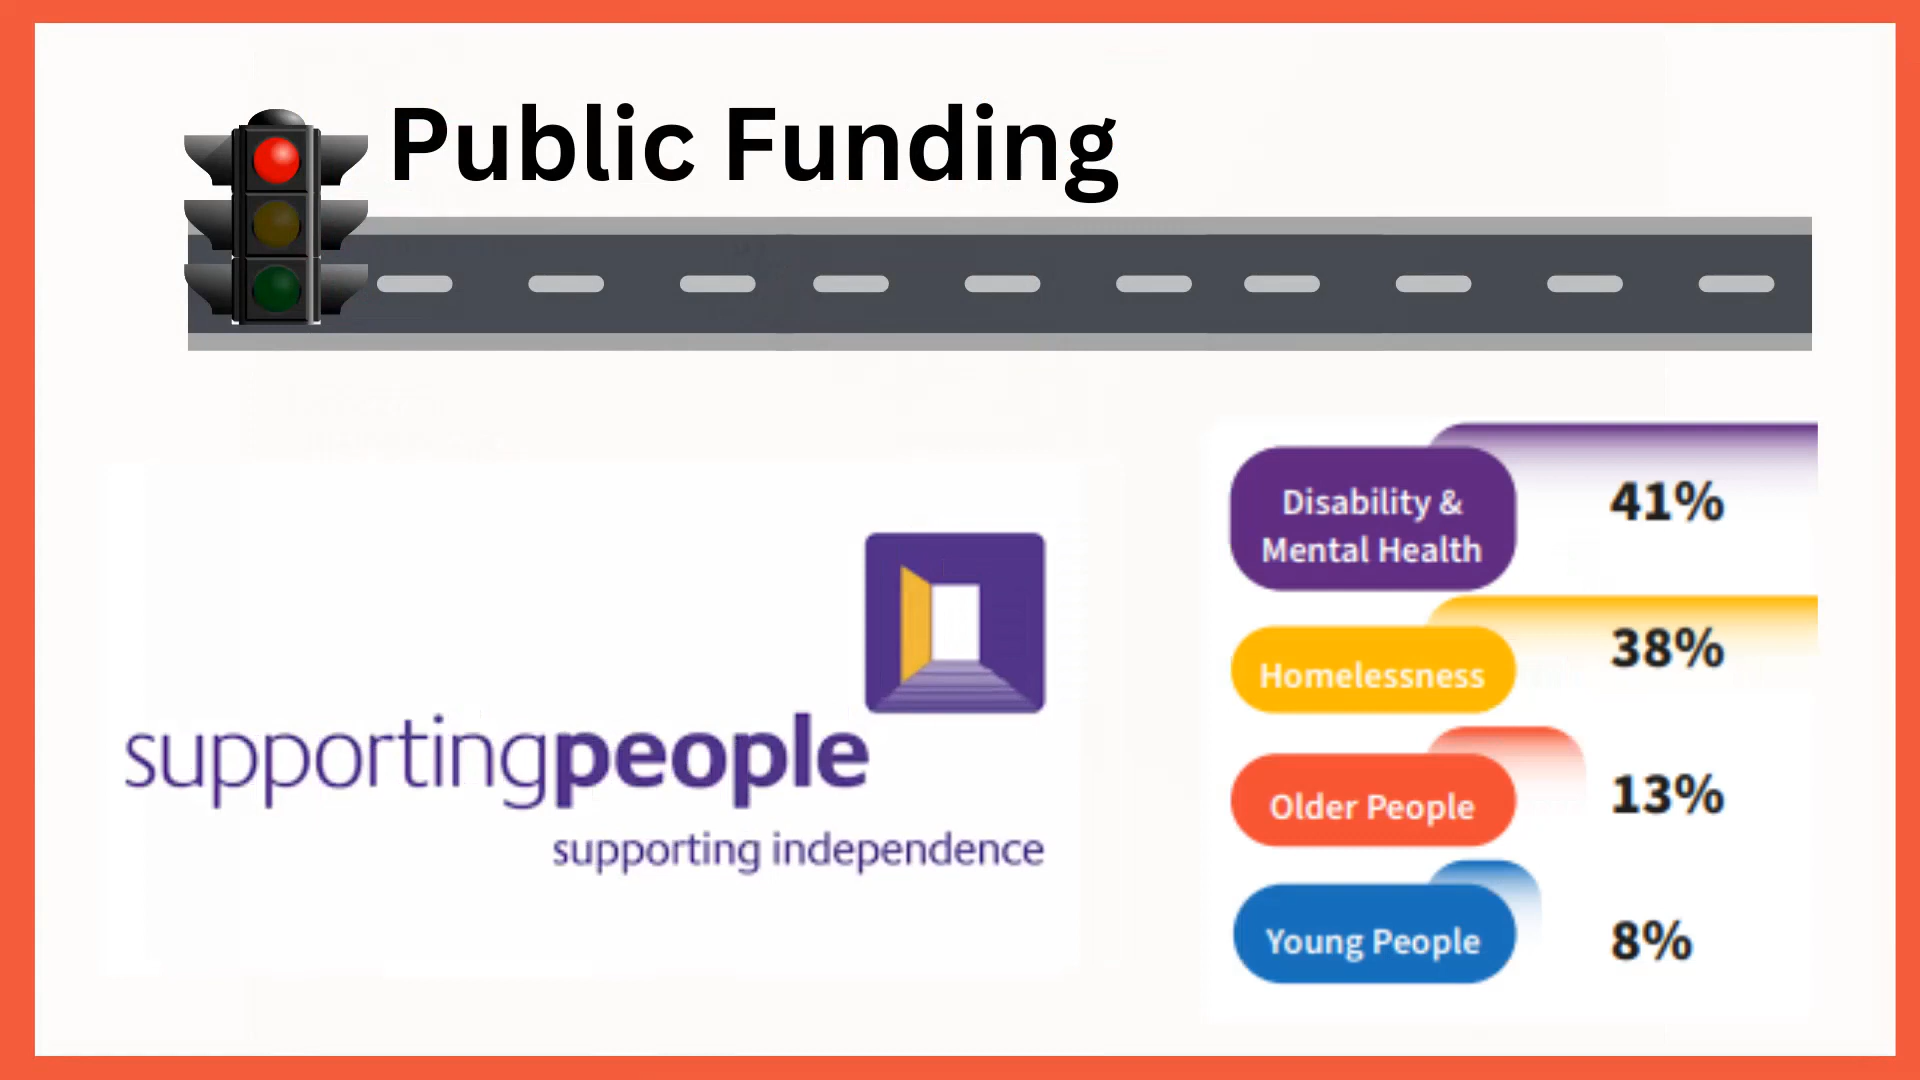 Public Funding
supportingpeople
supporting independence
Disability &
Mental Health
41%
Homelessness
38%
Older People
13%
Young People
8%